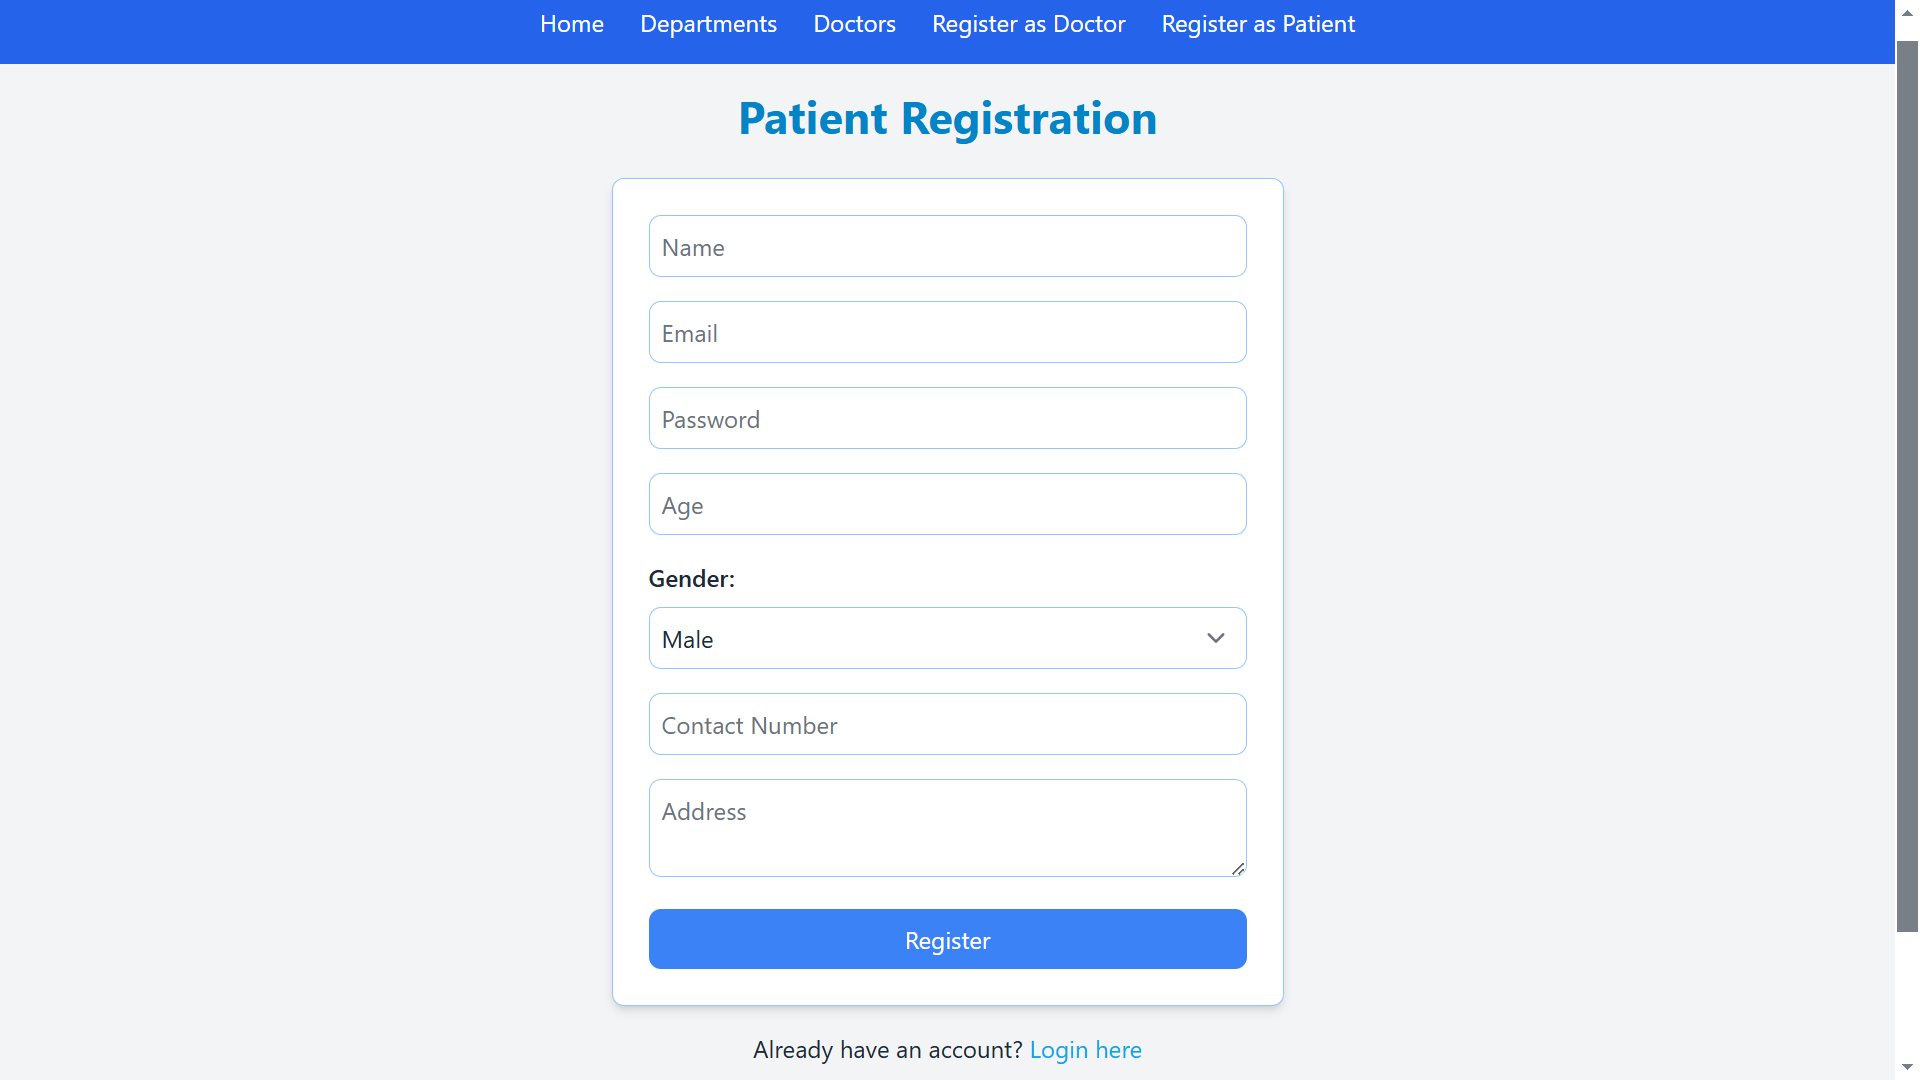 Home Departments Doctors Register as Doctor Register as Patient
Patient Registration
Name
Email
Password
Age
Gender:
Male
Contact Number
Address
Register
Already have an account? Login here